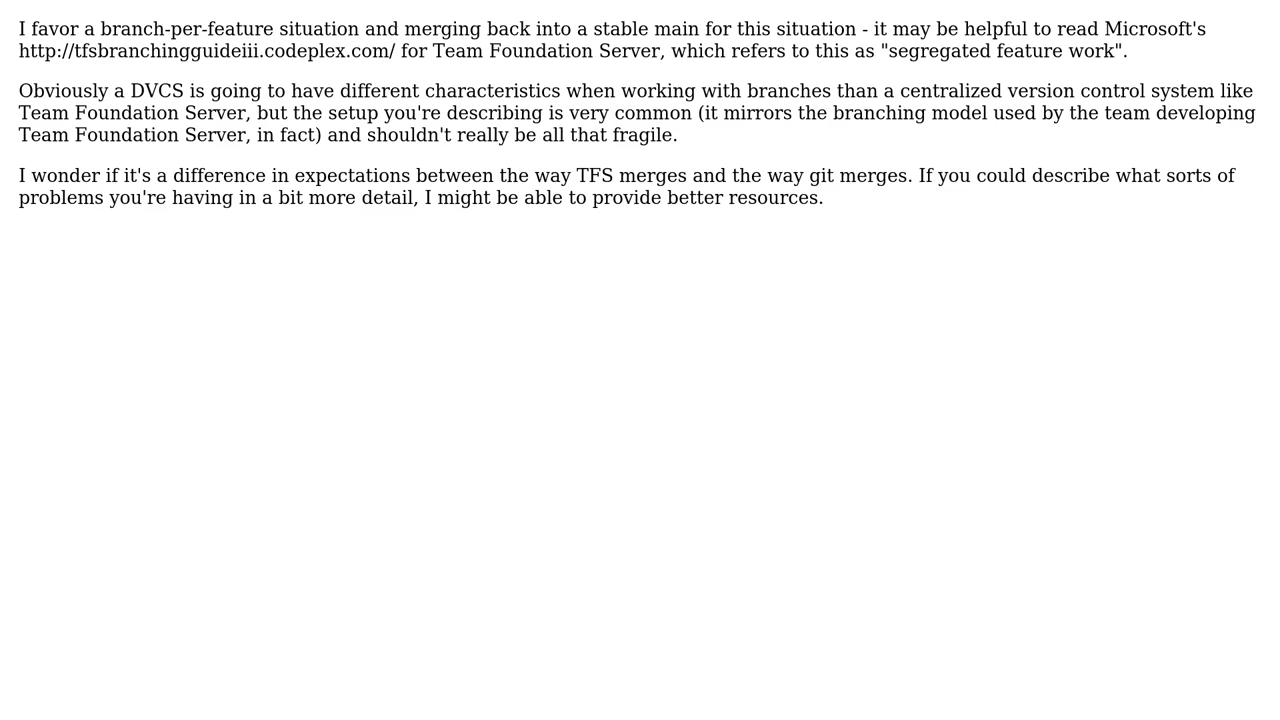 I favor a branch-per-feature situation and merging back into a stable main for this situation - it may be helpful to read Microsoft's
http://tfsbranchingguideiii.codeplex.com/ for Team Foundation Server, which refers to this as "segregated feature work".
Obviously a DVCS is going to have different characteristics when working with branches than a centralized version control system like
Team Foundation Server, but the setup you're describing is very common (it mirrors the branching model used by the team developing
Team Foundation Server, in fact) and shouldn't really be all that fragile.
I wonder if it's a difference in expectations between the way TFS merges and the way git merges. If you could describe what sorts of
problems you're having in a bit more detail, I might be able to provide better resources.